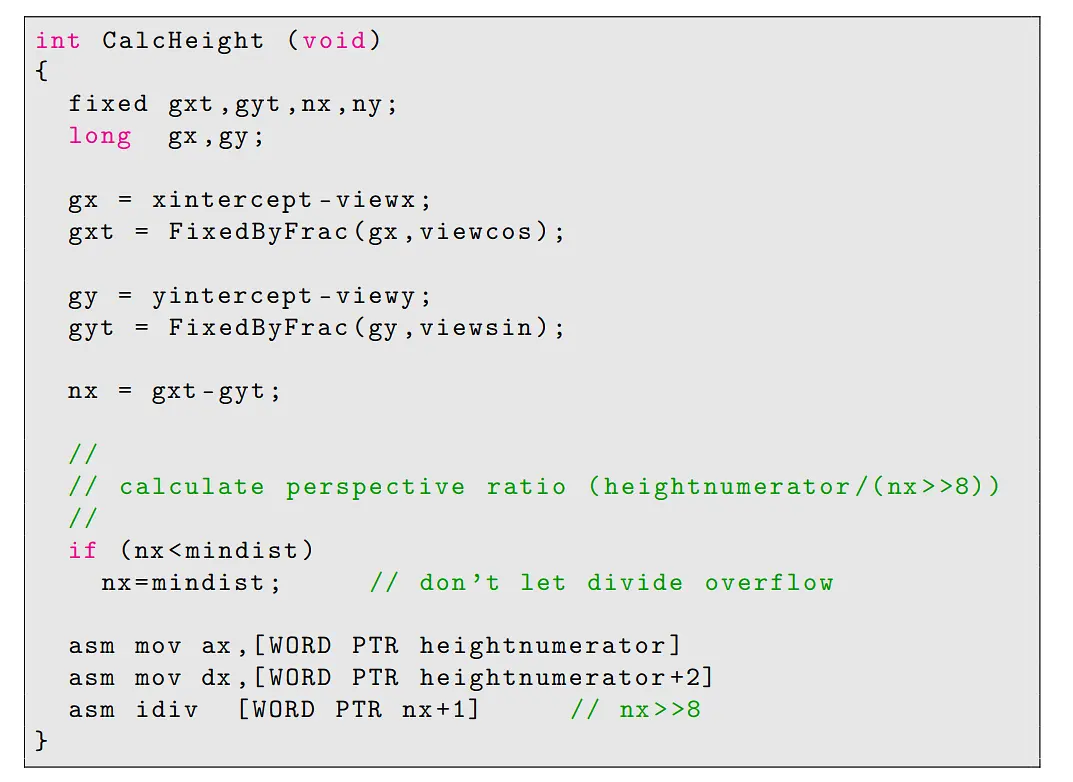 int CalcHeight (void)
{
  fixed gxt,gyt,nx,ny;
  long  gx,gy;

  gx = xintercept-viewx;
  gxt = FixedByFrac(gx,viewcos);

  gy = yintercept-viewy;
  gyt = FixedByFrac(gy,viewsin);

  nx = gxt-gyt;

  //
  // calculate perspective ratio (heightnumerator/(nx>>8))
  //
  if (nx<mindist)
    nx=mindist;     // don't let divide overflow

  asm mov ax,[WORD PTR heightnumerator]
  asm mov dx,[WORD PTR heightnumerator+2]
  asm idiv  [WORD PTR nx+1]     // nx>>8
}